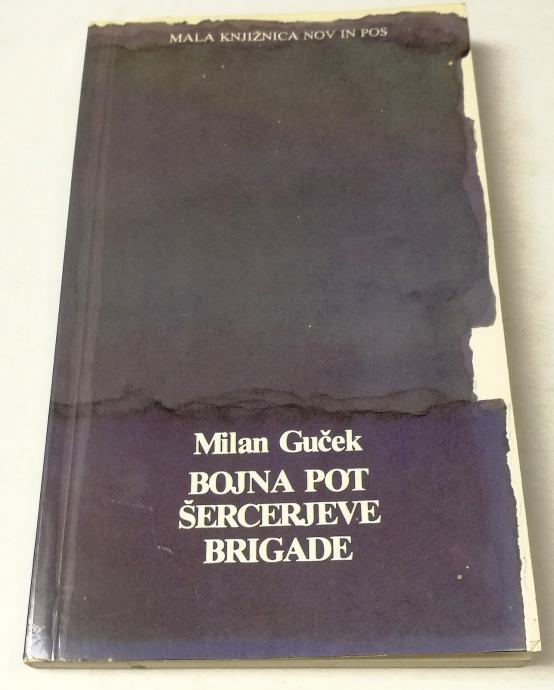 MALA KNJIŽNICA NOV IN POS
Milan Guček
BOJNA POT
ŠERCERJEVE
BRIGADE